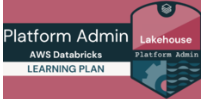 Platform Admin
AWS Databricks
LEARNING PLAN
Lakehouse
Platform Admin